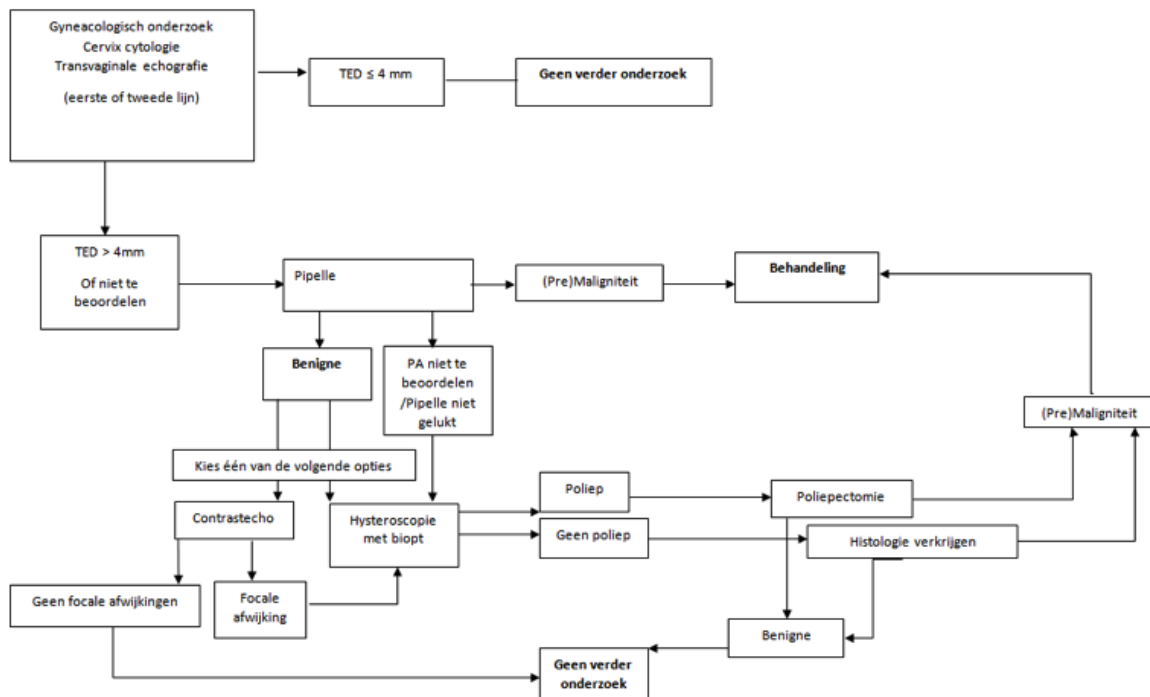 Gyneacologisch onderzoek
Cervix cytologie
Transvaginale echografie
(eerste of tweede lijn)
TED ≤ 4 mm
Geen verder onderzoek
TED > 4mm
Of niet te
beoordelen
Pipelle
(Pre)Maligniteit
Behandeling
Benigne
PA niet te
beoordelen
/Pipelle niet
gelukt
(Pre)Maligniteit
Kies één van de volgende opties
Contrastecho
Hysteroscopie
met biopt
Poliep
Geen poliep
Poliepectomie
Histologie verkrijgen
Geen focale afwijkingen
Focale
afwijking
Benigne
Geen verder
onderzoek